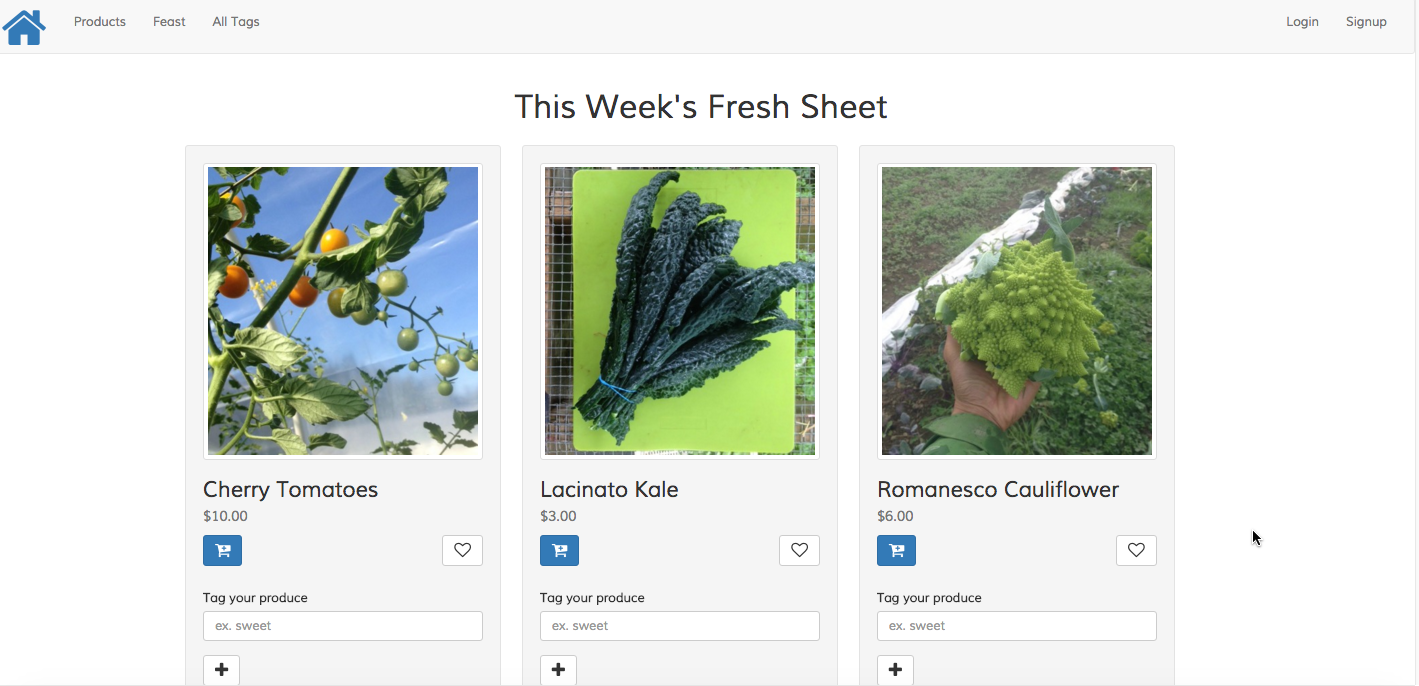 Products Feast All Tags Login Signup
This Week's Fresh Sheet
Cherry Tomatoes Lacinato Kale Romanesco Cauliflower
$10.00 $3.00 $6.00
Tag your produce Tag your produce Tag your produce
ex. sweet ex. sweet ex. sweet